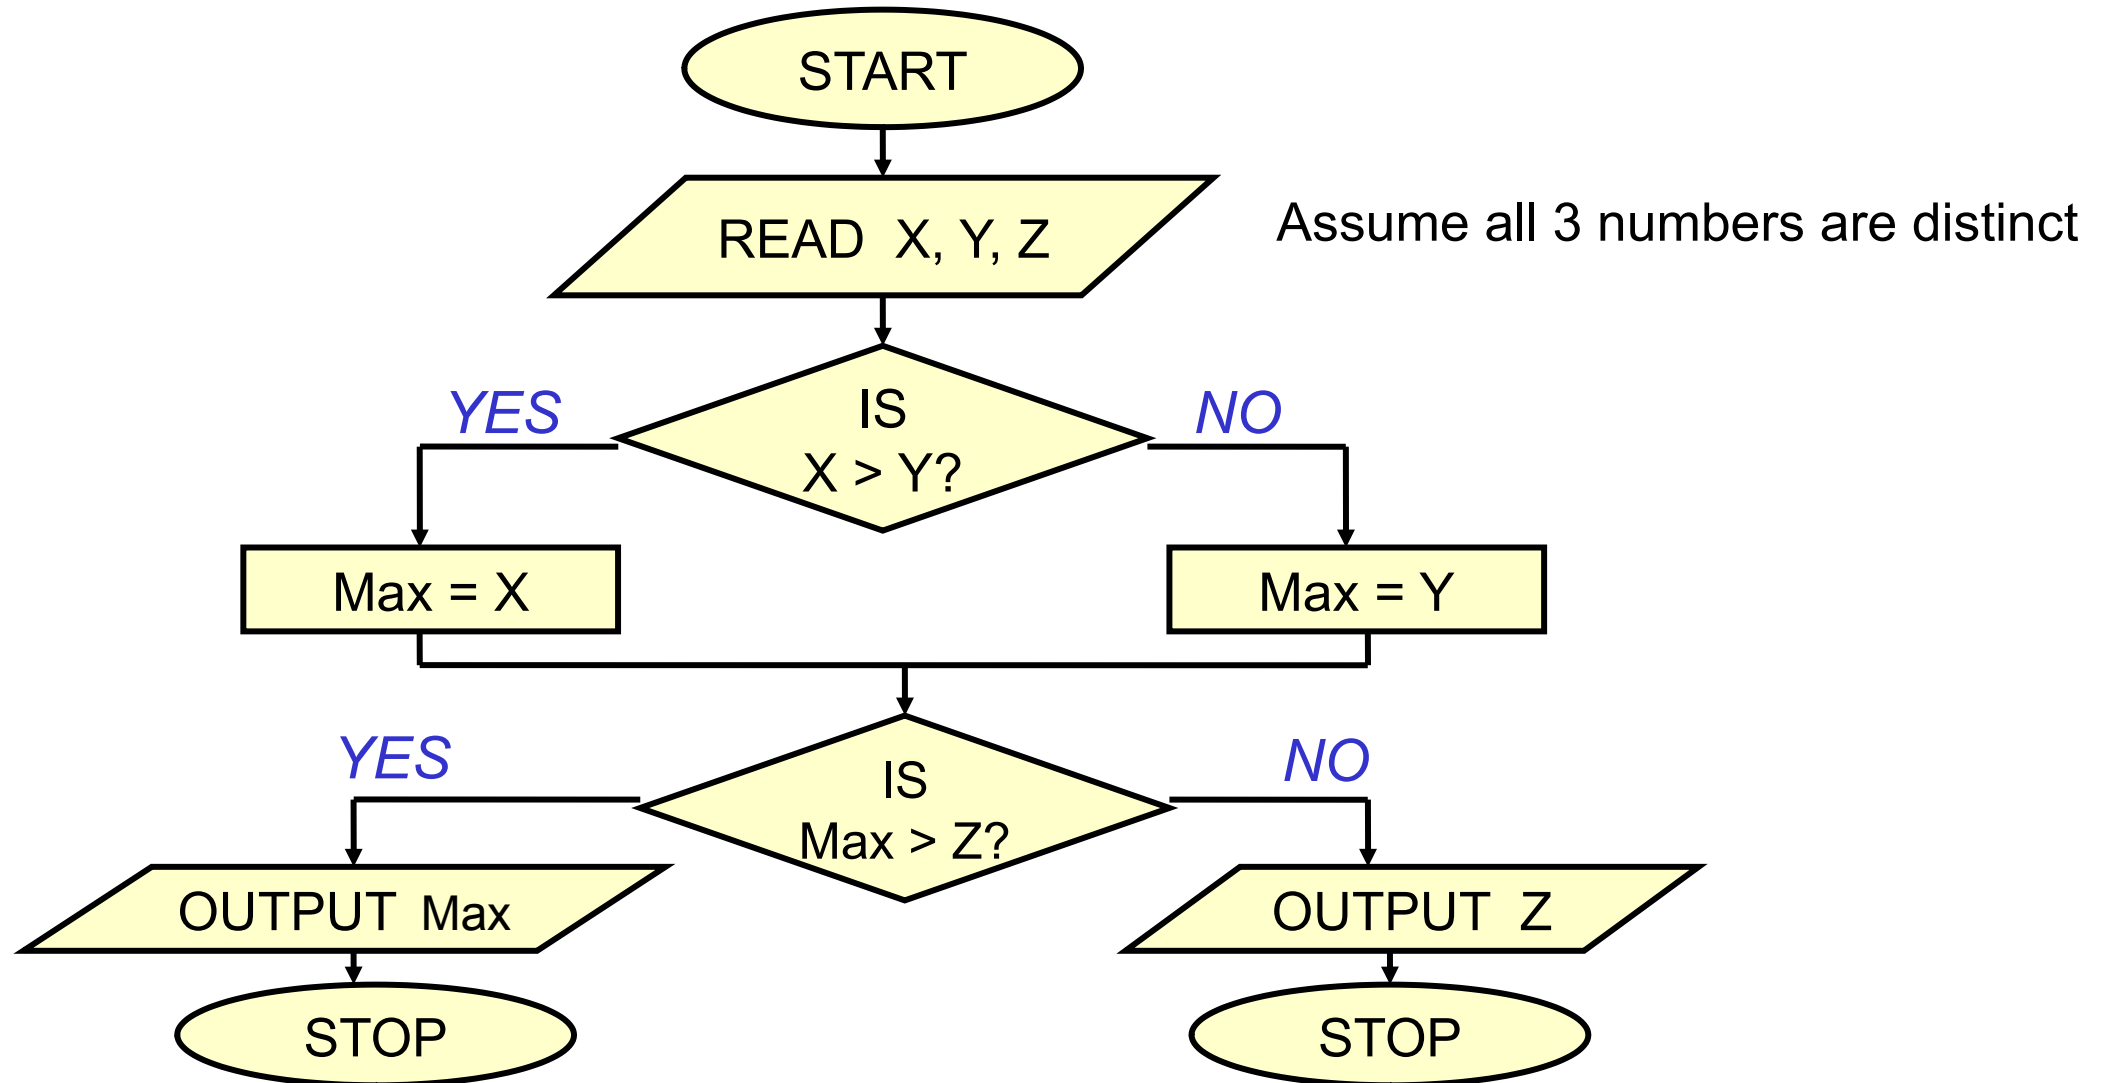 START
READ X, Y, Z
Assume all 3 numbers are distinct
YES
IS
X > Y?
NO
Max = X
Max = Y
YES
IS
Max > Z?
NO
OUTPUT Max
OUTPUT Z
STOP
STOP